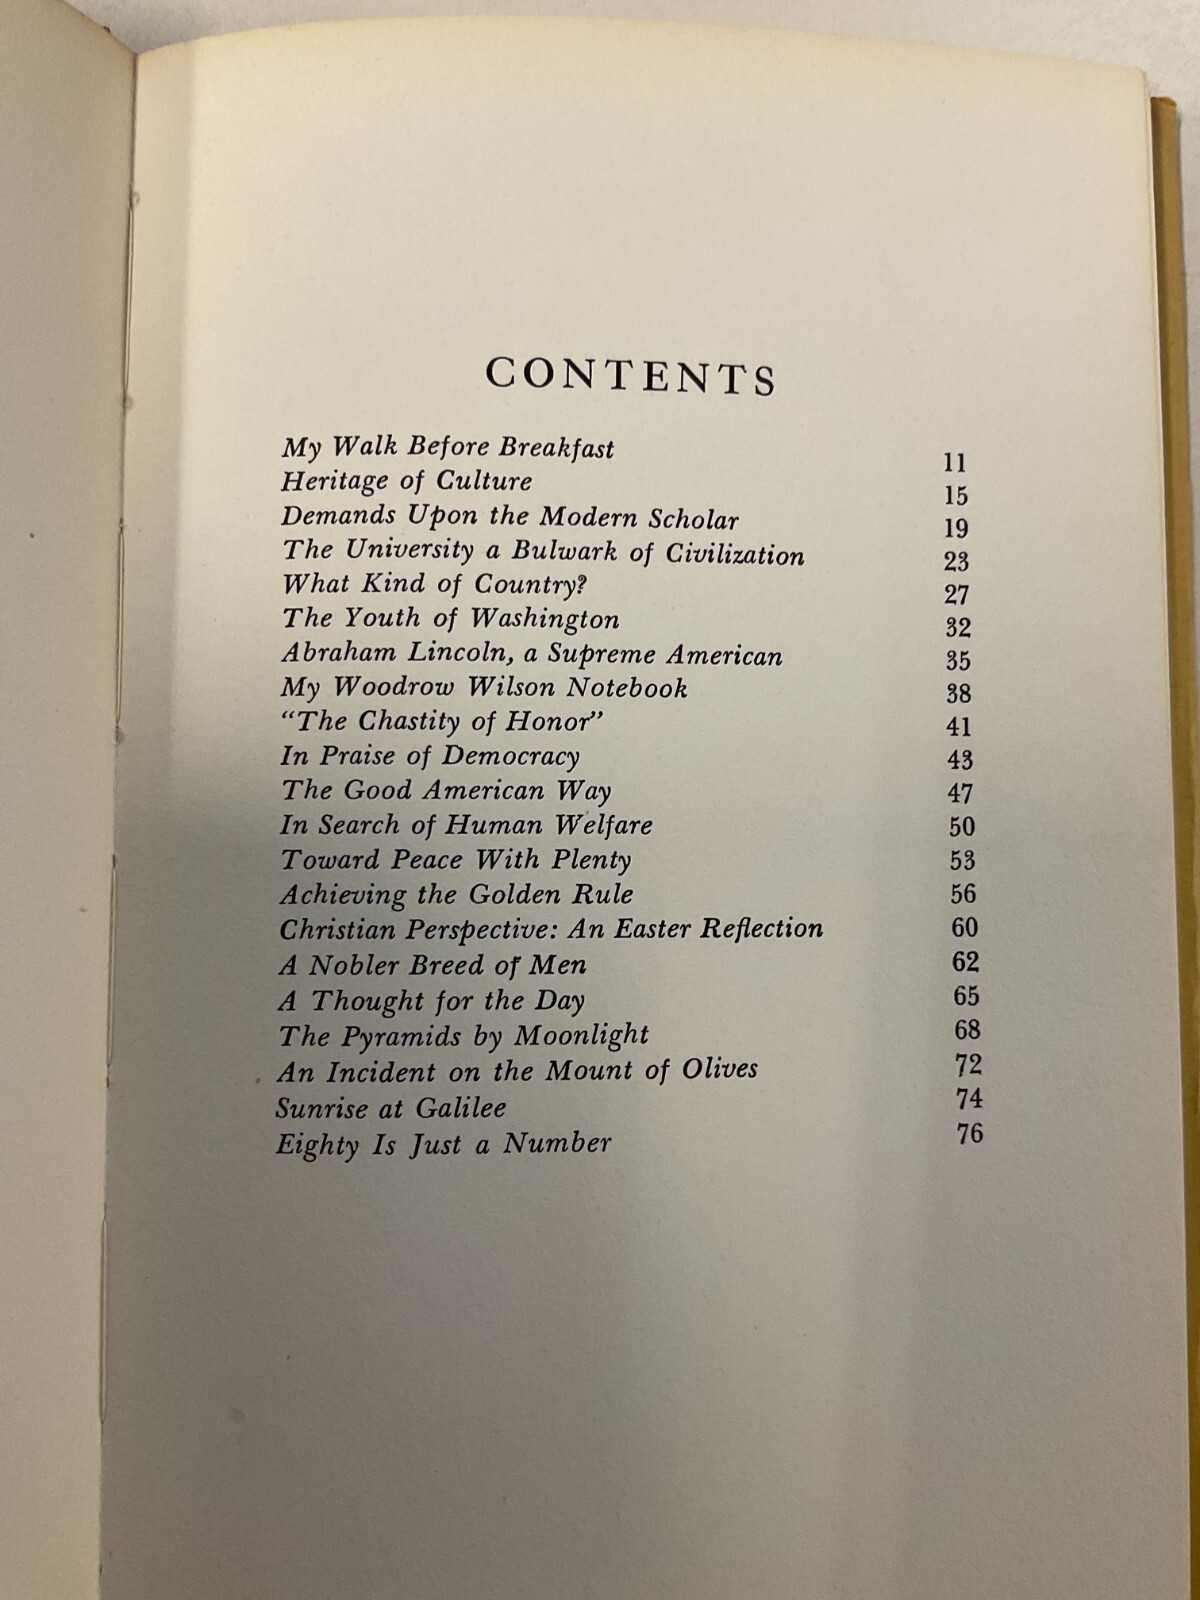 CONTENTS
My Walk Before Breakfast 11
Heritage of Culture 15
Demands Upon the Modern Scholar 19
The University a Bulwark of Civilization 23
What Kind of Country? 27
The Youth of Washington 32
Abraham Lincoln, a Supreme American 35
My Woodrow Wilson Notebook 38
“The Chastity of Honor” 41
In Praise of Democracy 43
The Good American Way 47
In Search of Human Welfare 50
Toward Peace With Plenty 53
Achieving the Golden Rule 56
Christian Perspective: An Easter Reflection 60
A Nobler Breed of Men 62
A Thought for the Day 65
The Pyramids by Moonlight 68
An Incident on the Mount of Olives 72
Sunrise at Galilee 74
Eighty Is Just a Number 76